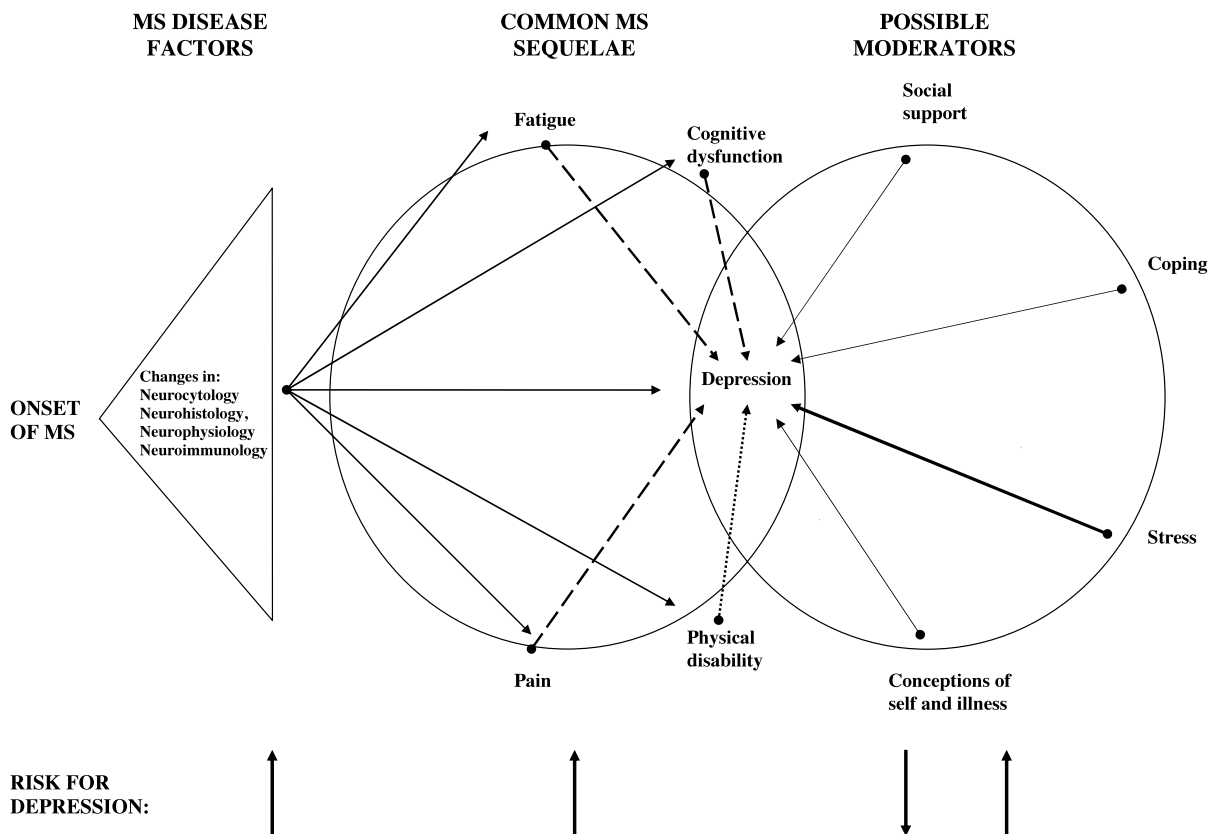 MS DISEASE
FACTORS
COMMON MS
SEQUELAE
POSSIBLE
MODERATORS
Social
support
Fatigue
Cognitive
dysfunction
Coping
Changes in:
Neurocytology
Neurohistology,
Neurophysiology
Neuroimmunology
ONSET
OF MS
Depression
Stress
Physical
disability
Pain
Conceptions of
self and illness
RISK FOR
DEPRESSION: